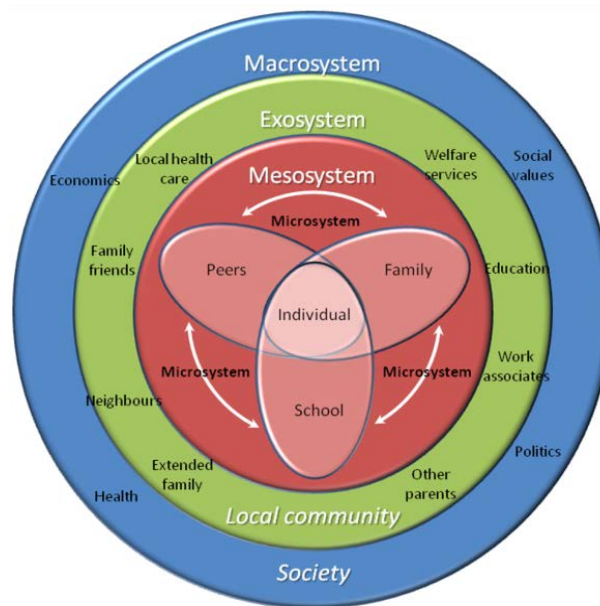 Macrosystem
Exosystem
Local health
care
Welfare
services
Economics
Social
values
Mesosystem
Microsystem
Family
friends
Peers
Family
Education
Individual
Microsystem
Microsystem
Work
associates
Neighbours
School
Extended
family
Other
parents
Politics
Health
Local community
Society